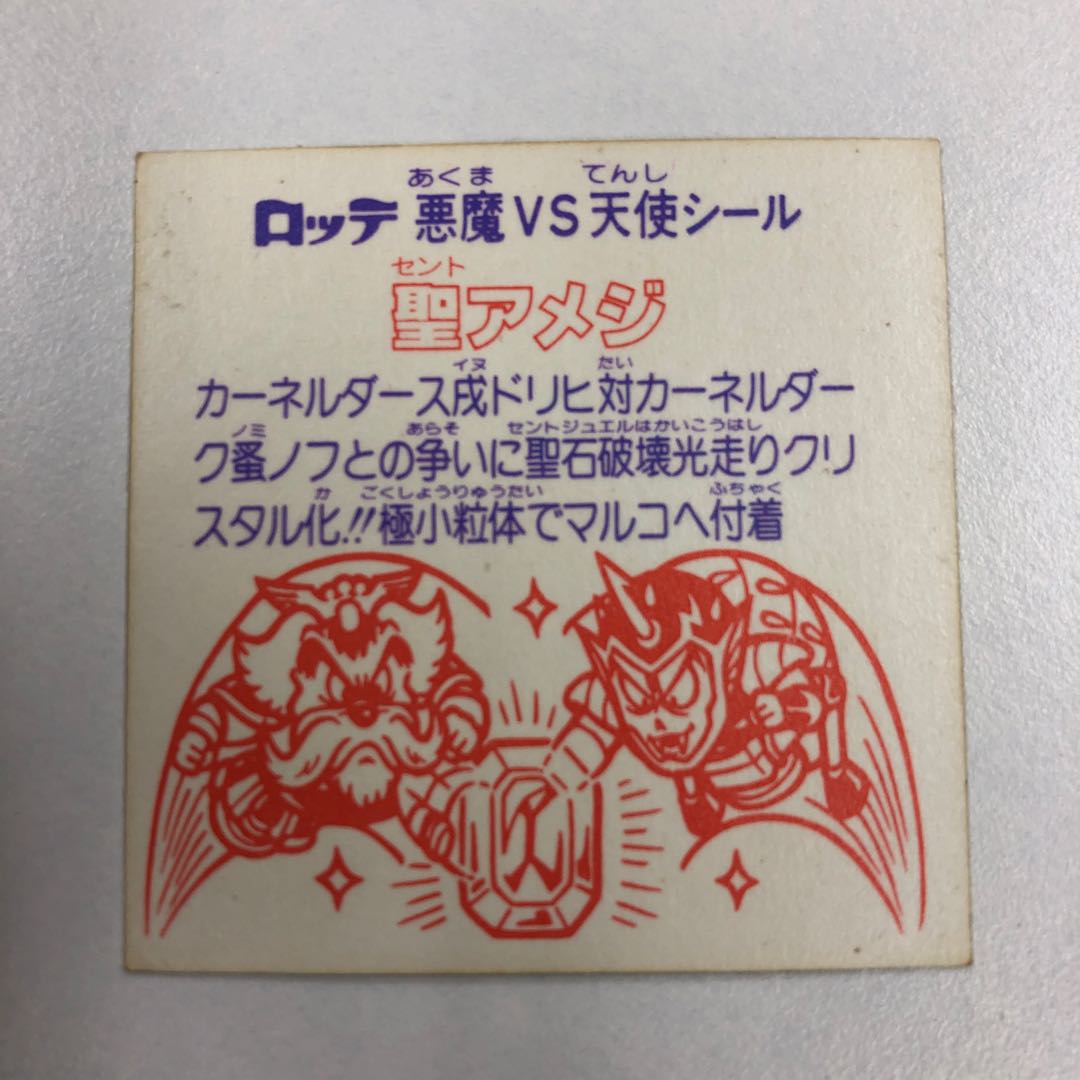 あくま てんし
ロッテ 悪魔VS天使シール
セント
聖アメジ
イヌ たい
カーネルダース戌ドリヒ対カーネルダー
ノミ あらそ セントジュエルはかいこうはし
ク蚤ノフとの争いに聖石破壊光走りクリ
か ごくしょうりゅうたい ふちゃく
スタル化!!極小粒体でマルコへ付着